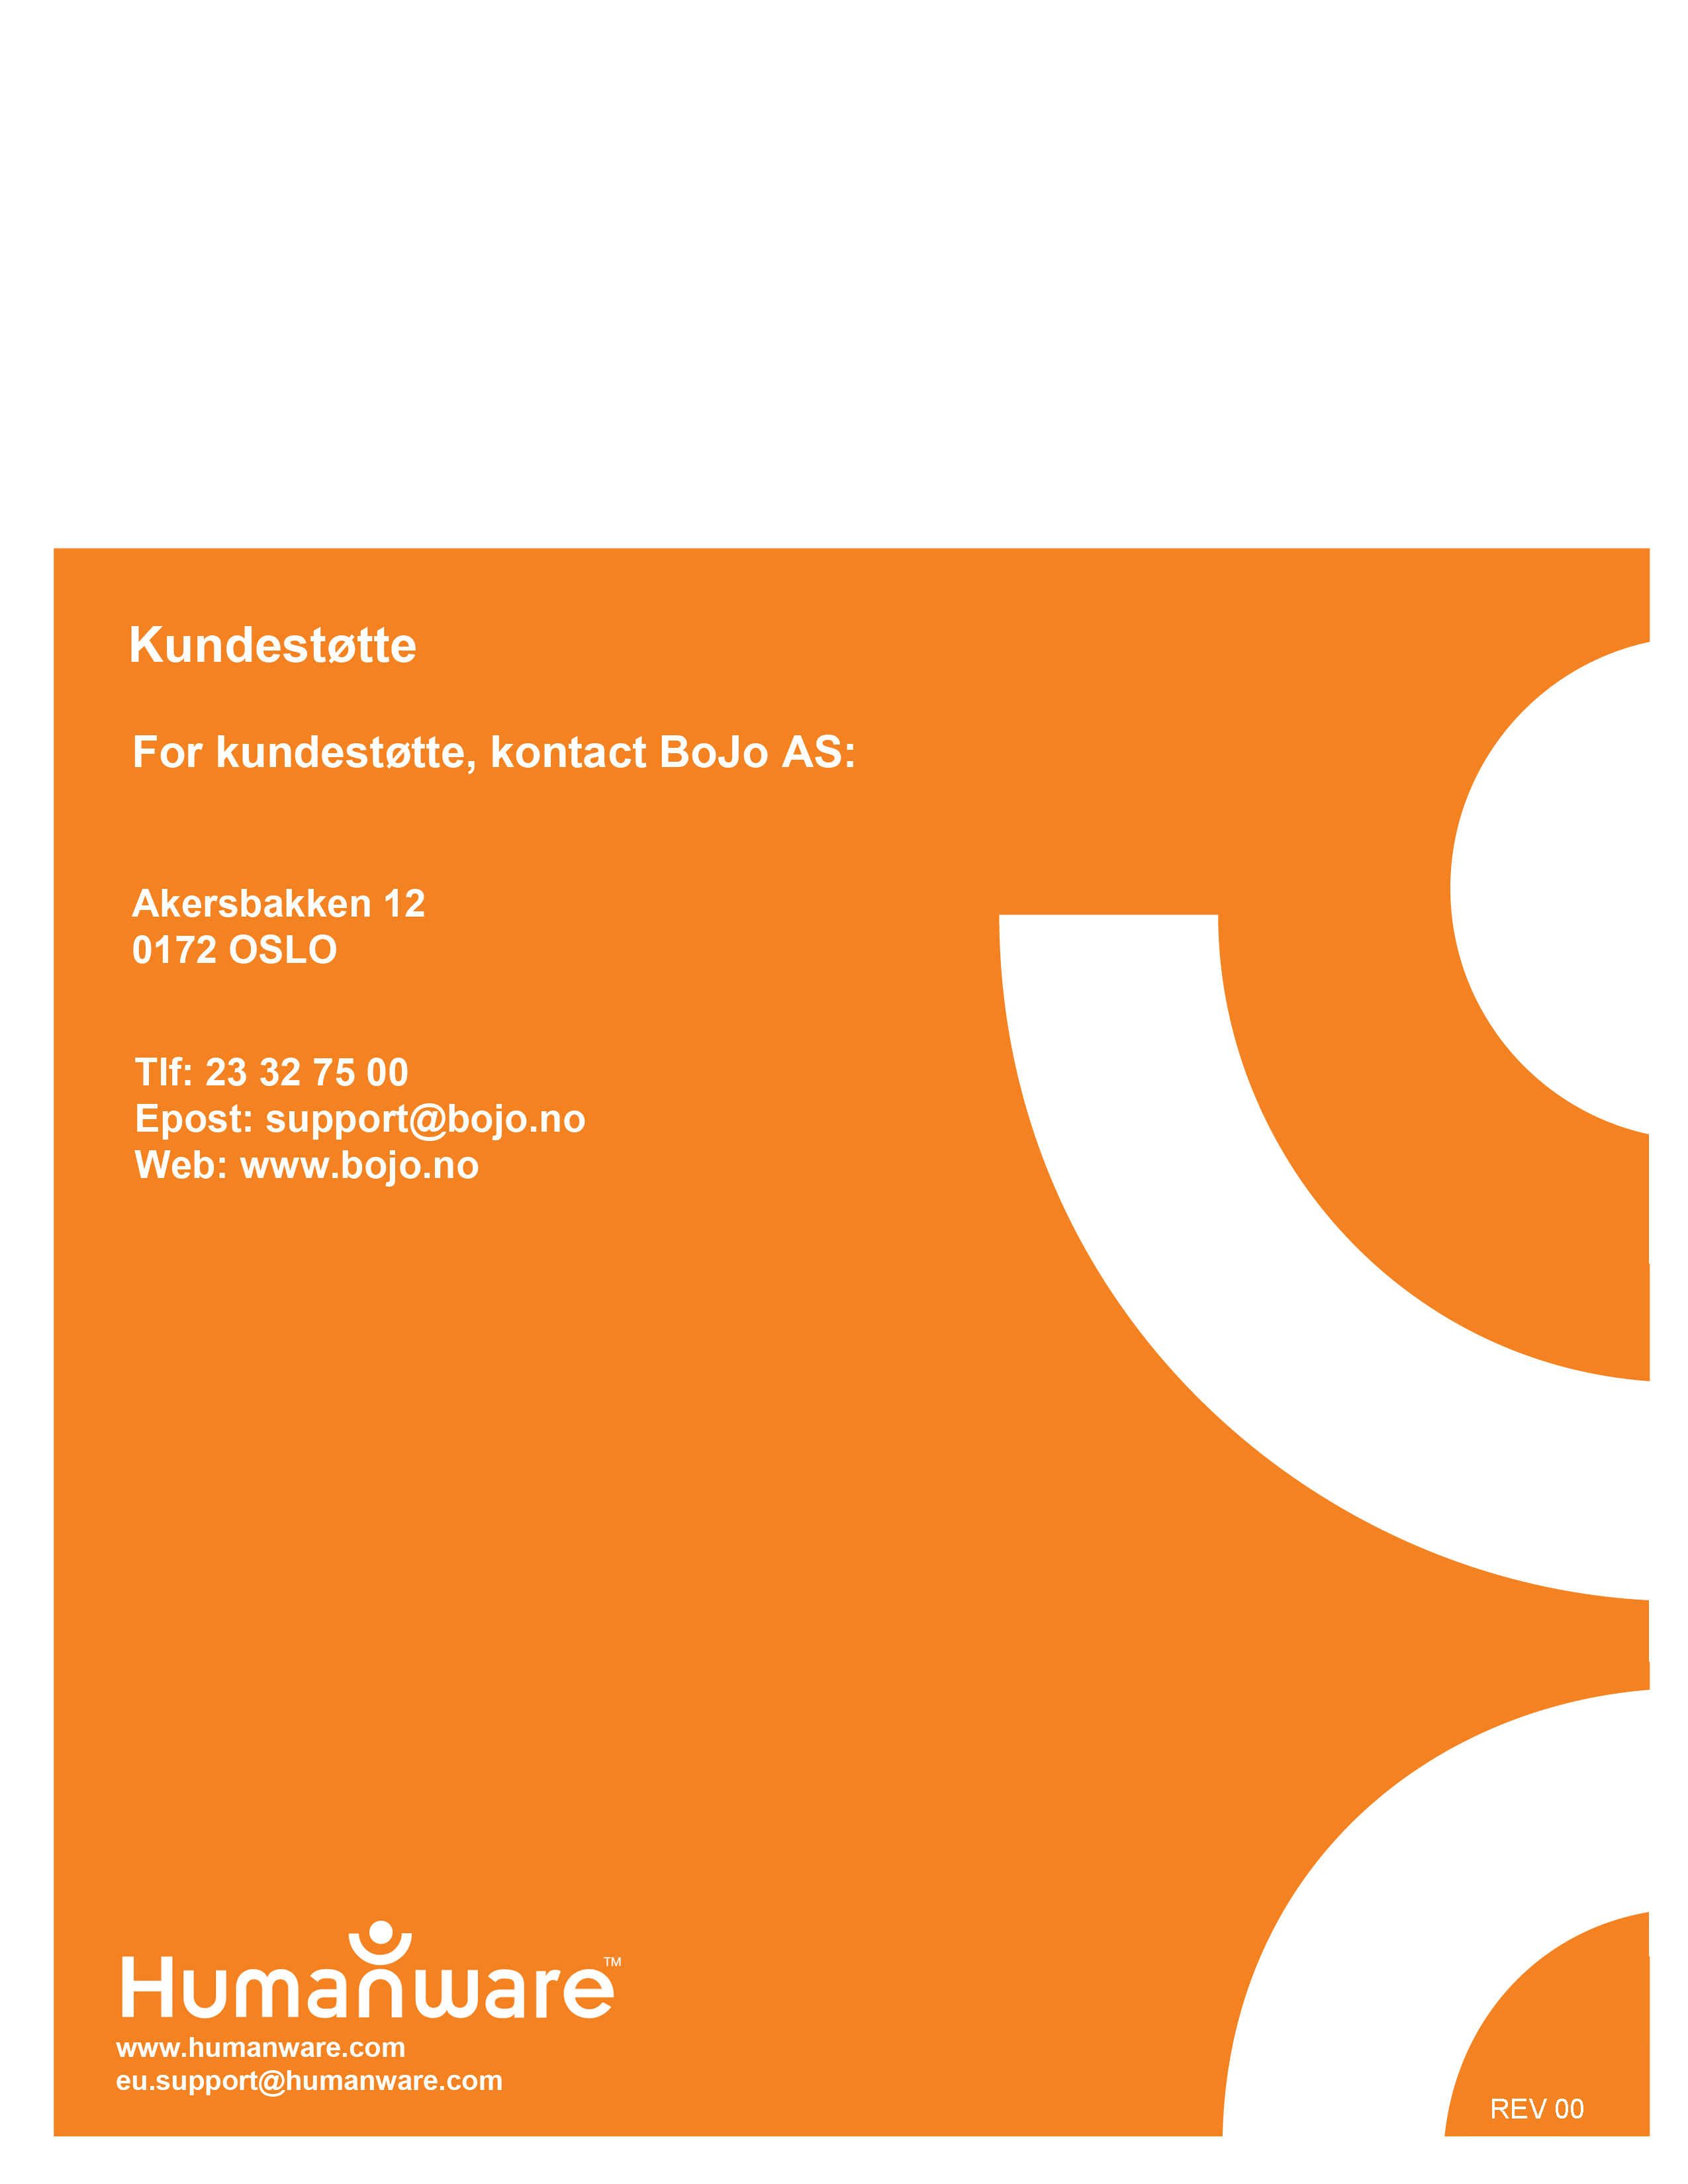 Kundestøtte
For kundestøtte, kontact BoJo AS:
Akersbakken 12
0172 OSLO
Tlf: 23 32 75 00
Epost: support@bojo.no
Web: www.bojo.no
Humanware™
www.humanware.com
eu.support@humanware.com
REV 00